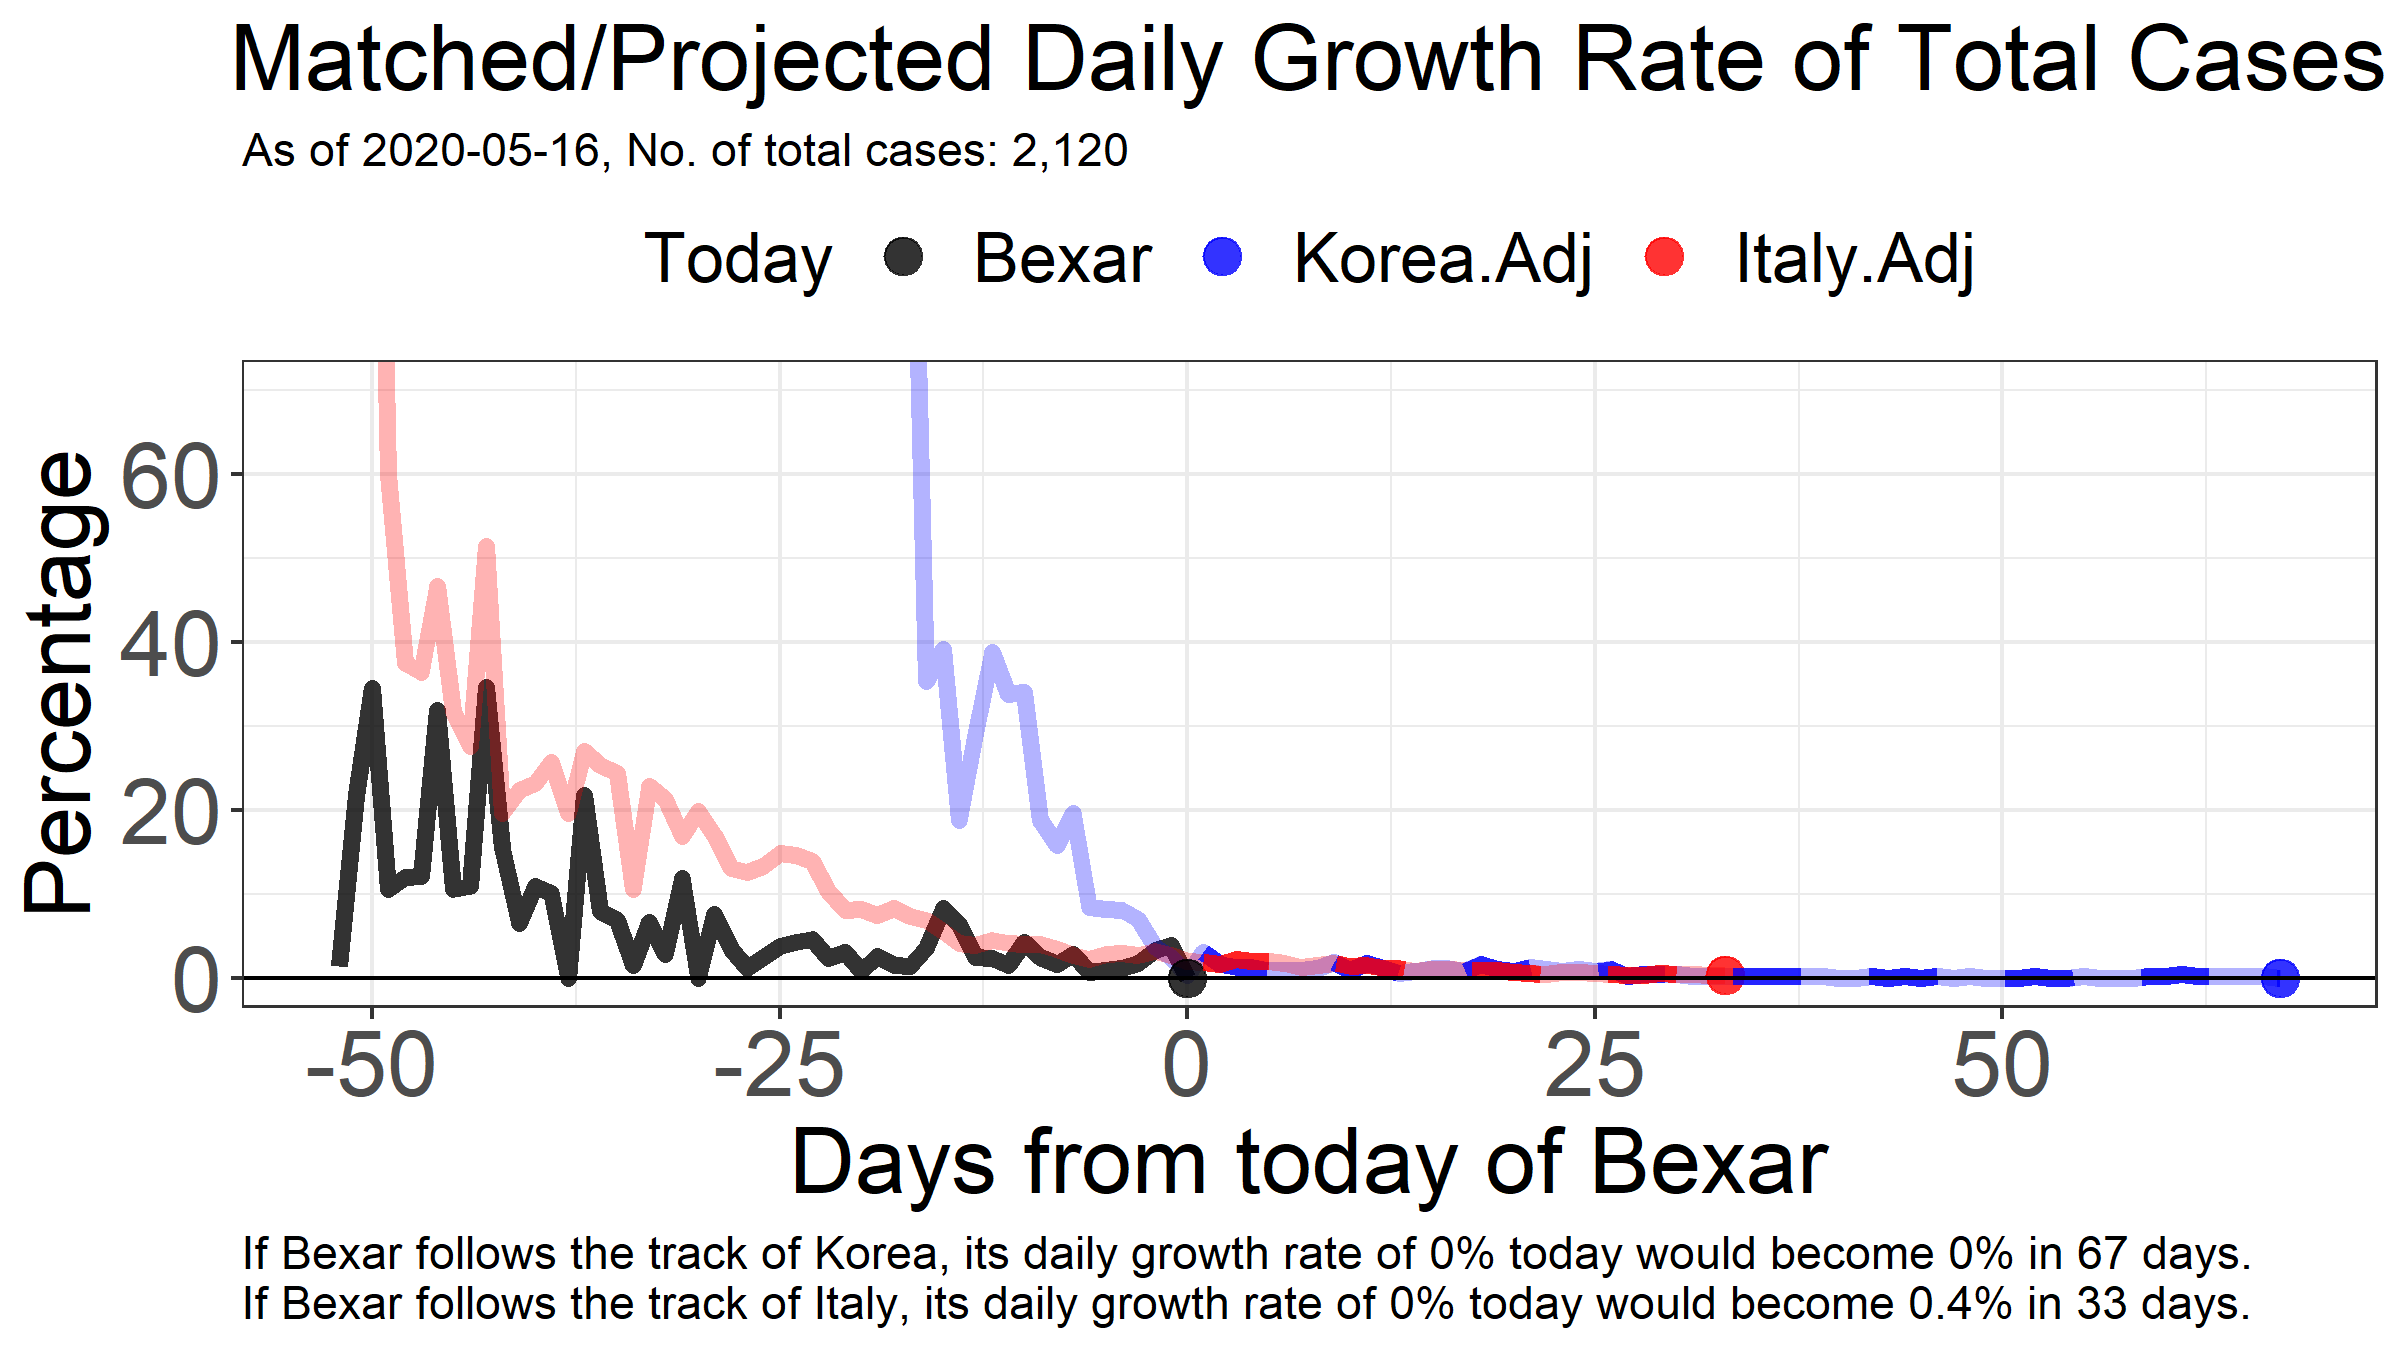 Matched/Projected Daily Growth Rate of Total Cases
As of 2020-05-16, No. of total cases: 2,120
Today Bexar Korea.Adj Italy.Adj
Percentage
60
40
20
0
-50 -25 0 25 50
Days from today of Bexar
If Bexar follows the track of Korea, its daily growth rate of 0% today would become 0% in 67 days.
If Bexar follows the track of Italy, its daily growth rate of 0% today would become 0.4% in 33 days.